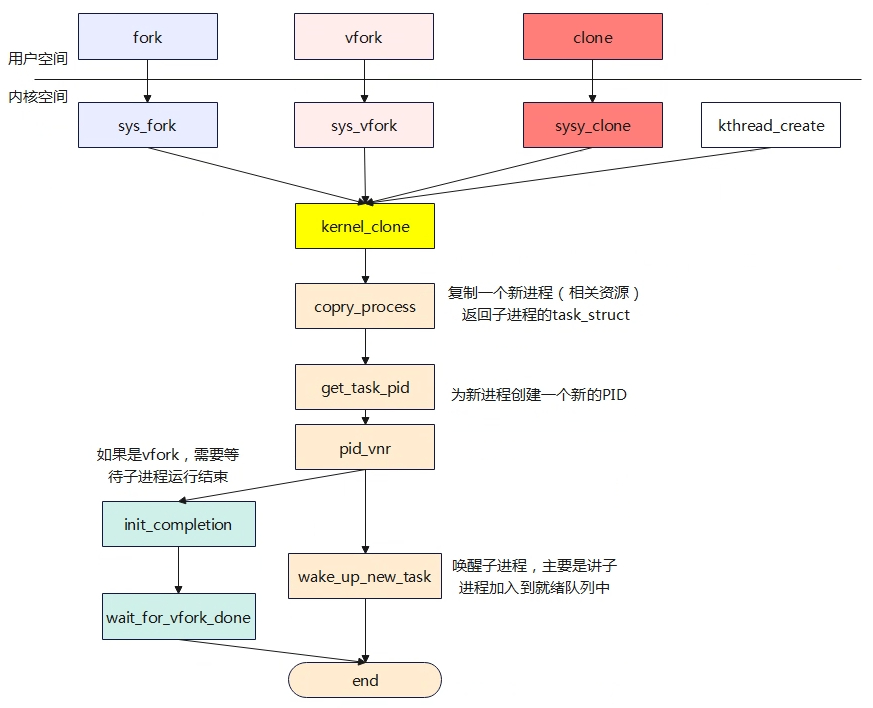 fork
vfork
clone
用户空间
内核空间
sys_fork
sys_vfork
sysy_clone
kthread_create
kernel_clone
copry_process
复制一个新进程（相关资源）
返回子进程的task_struct
get_task_pid
为新进程创建一个新的PID
pid_vnr
如果是vfork，需要等
待子进程运行结束
init_completion
wake_up_new_task
唤醒子进程，主要是讲子
进程加入到就绪队列中
wait_for_vfork_done
end